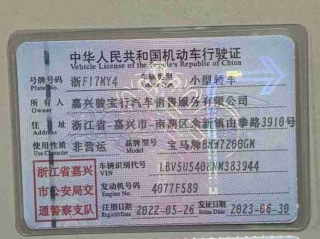 中华人民共和国机动车行驶证
Vehicle License of the People's Republic of China
号牌号码 浙F17MY4 车辆类型 小型轿车
Plate No.
所有人 嘉兴骏宝行汽车销售服务有限公司
Owner
住址 浙江省嘉兴市南湖区余新镇由拳路3910号
Address
使用性质 非营运 品牌型号 宝马牌BMW7200GM
Use Character Model
浙江省嘉兴
市公安局交
通警察支队
车辆识别代号 LBV5U5408NM383944
VIN
发动机号码 4077F589
Engine No.
注册日期 2022-05-26 发证日期 2023-06-30
Register Date Issue Date